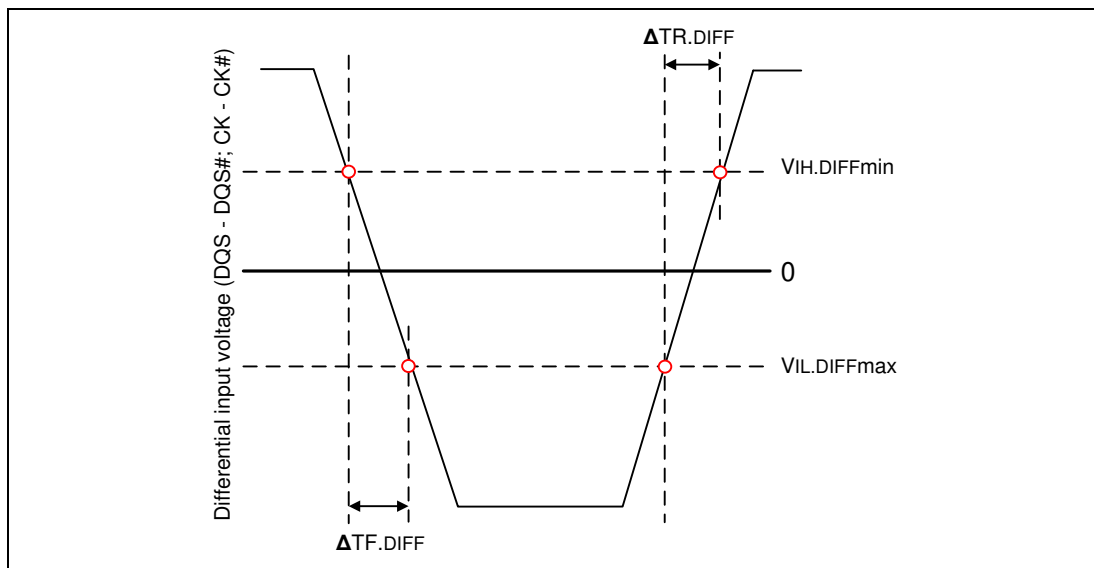 ΔTR.DIFF
Differential input voltage (DQS - DQS#; CK - CK#)
VIH.DIFFmin
0
VIL.DIFFmax
ΔTF.DIFF